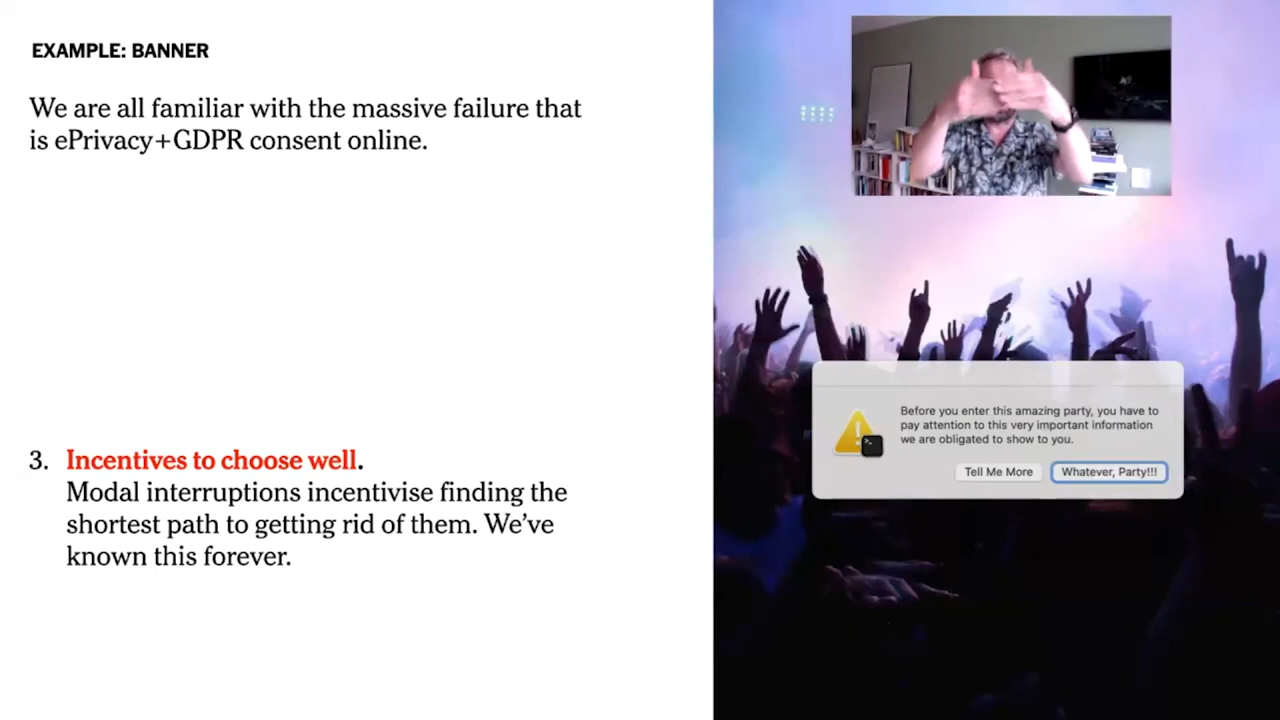 EXAMPLE: BANNER
We are all familiar with the massive failure that
is ePrivacy+GDPR consent online.
3. Incentives to choose well.
Modal interruptions incentivise finding the
shortest path to getting rid of them. We’ve
known this forever.
Before you enter this amazing party, you have to
pay attention to this very important information
we are obligated to show to you.
Tell Me More
Whatever, Party!!!